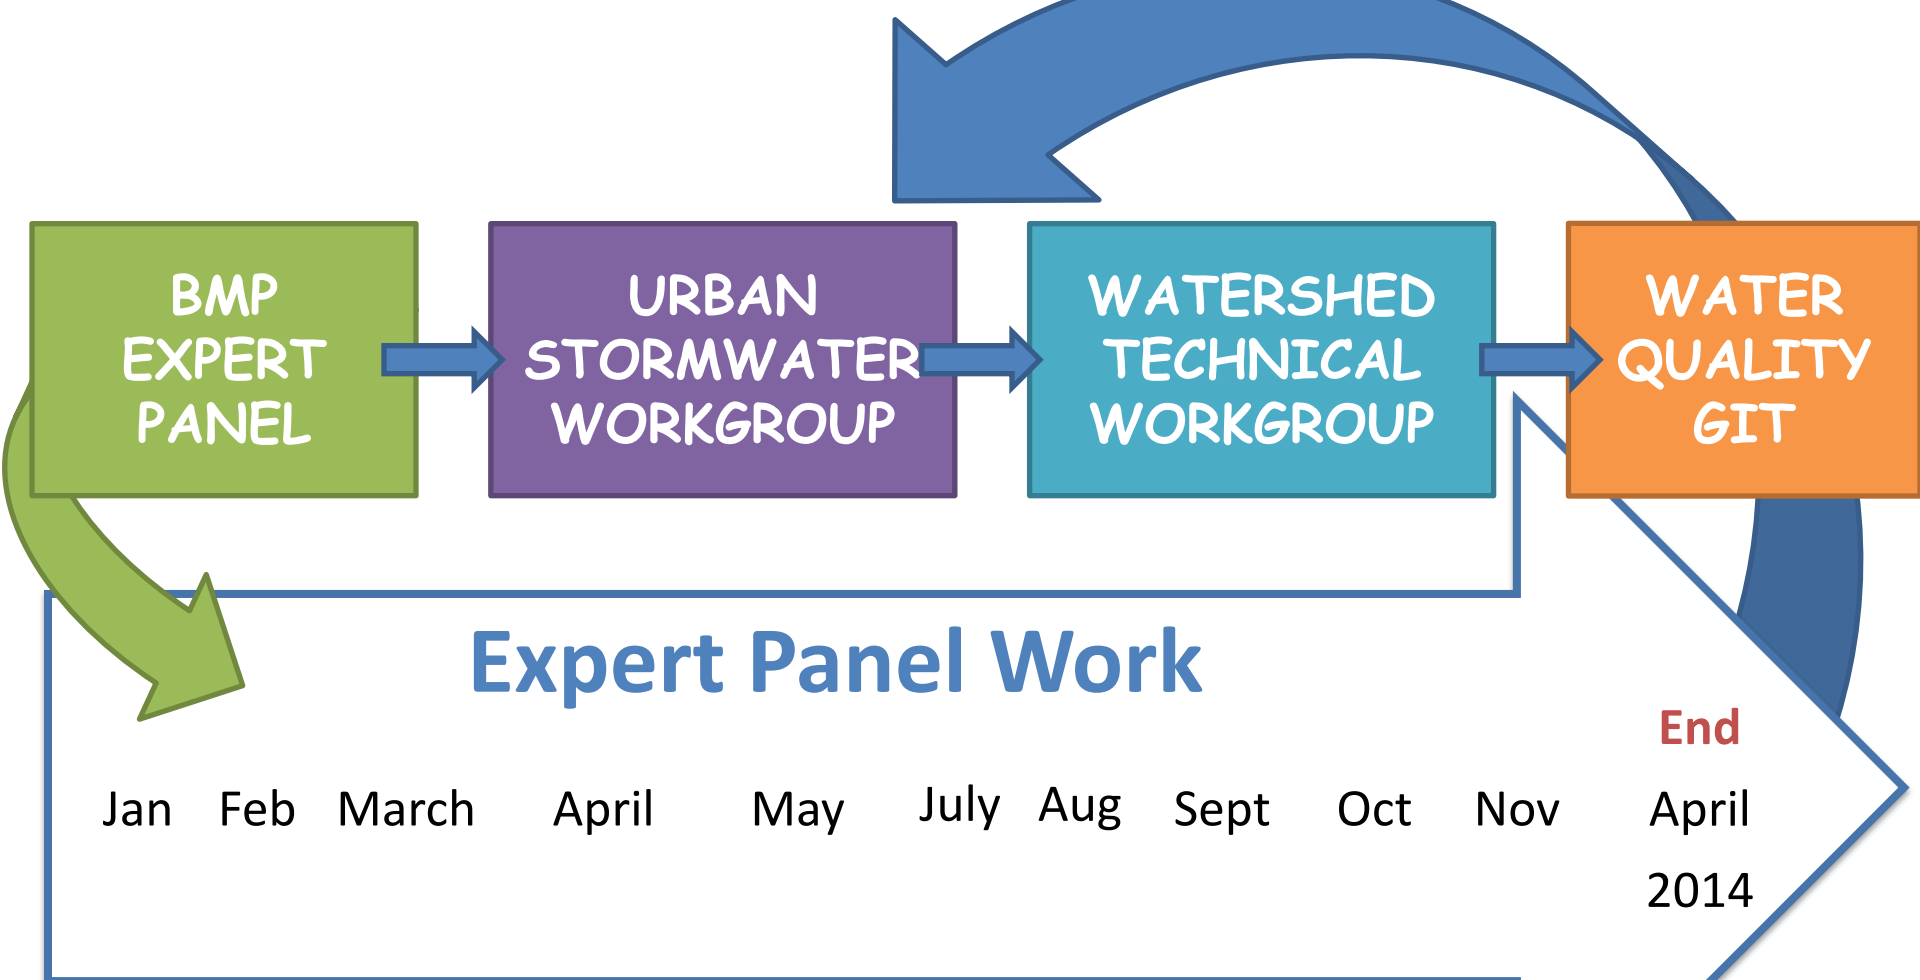 BMP
EXPERT
PANEL
URBAN
STORMWATER
WORKGROUP
WATERSHED
TECHNICAL
WORKGROUP
WATER
QUALITY
GIT
Expert Panel Work
End
Jan Feb March April May July Aug Sept Oct Nov April
2014